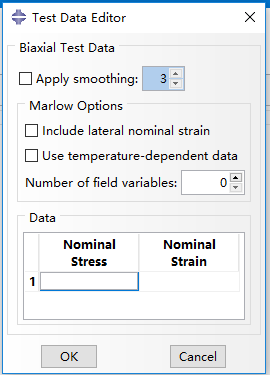 Test Data Editor
Biaxial Test Data
Apply smoothing: 3
Marlow Options
Include lateral nominal strain
Use temperature-dependent data
Number of field variables: 0
Data
Nominal Stress Nominal Strain
1
OK Cancel